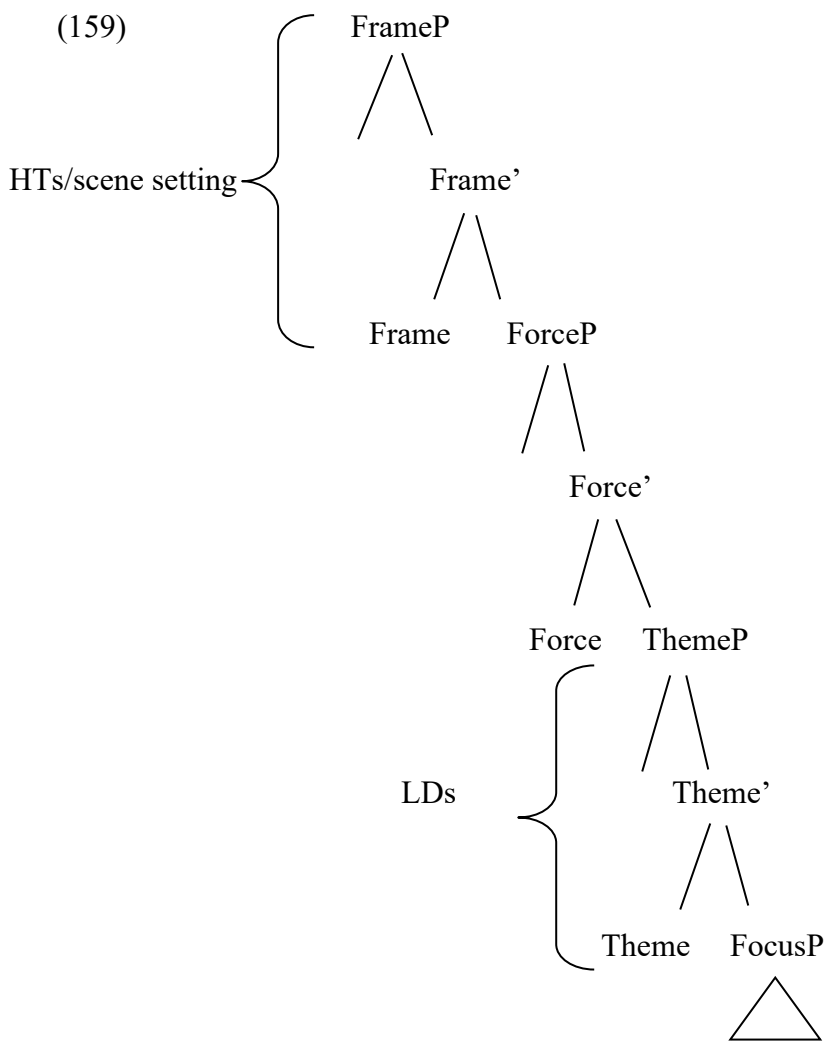 (159) FrameP
HTs/scene setting Frame’
Frame ForceP
Force’
Force ThemeP
LDs Theme’
Theme FocusP